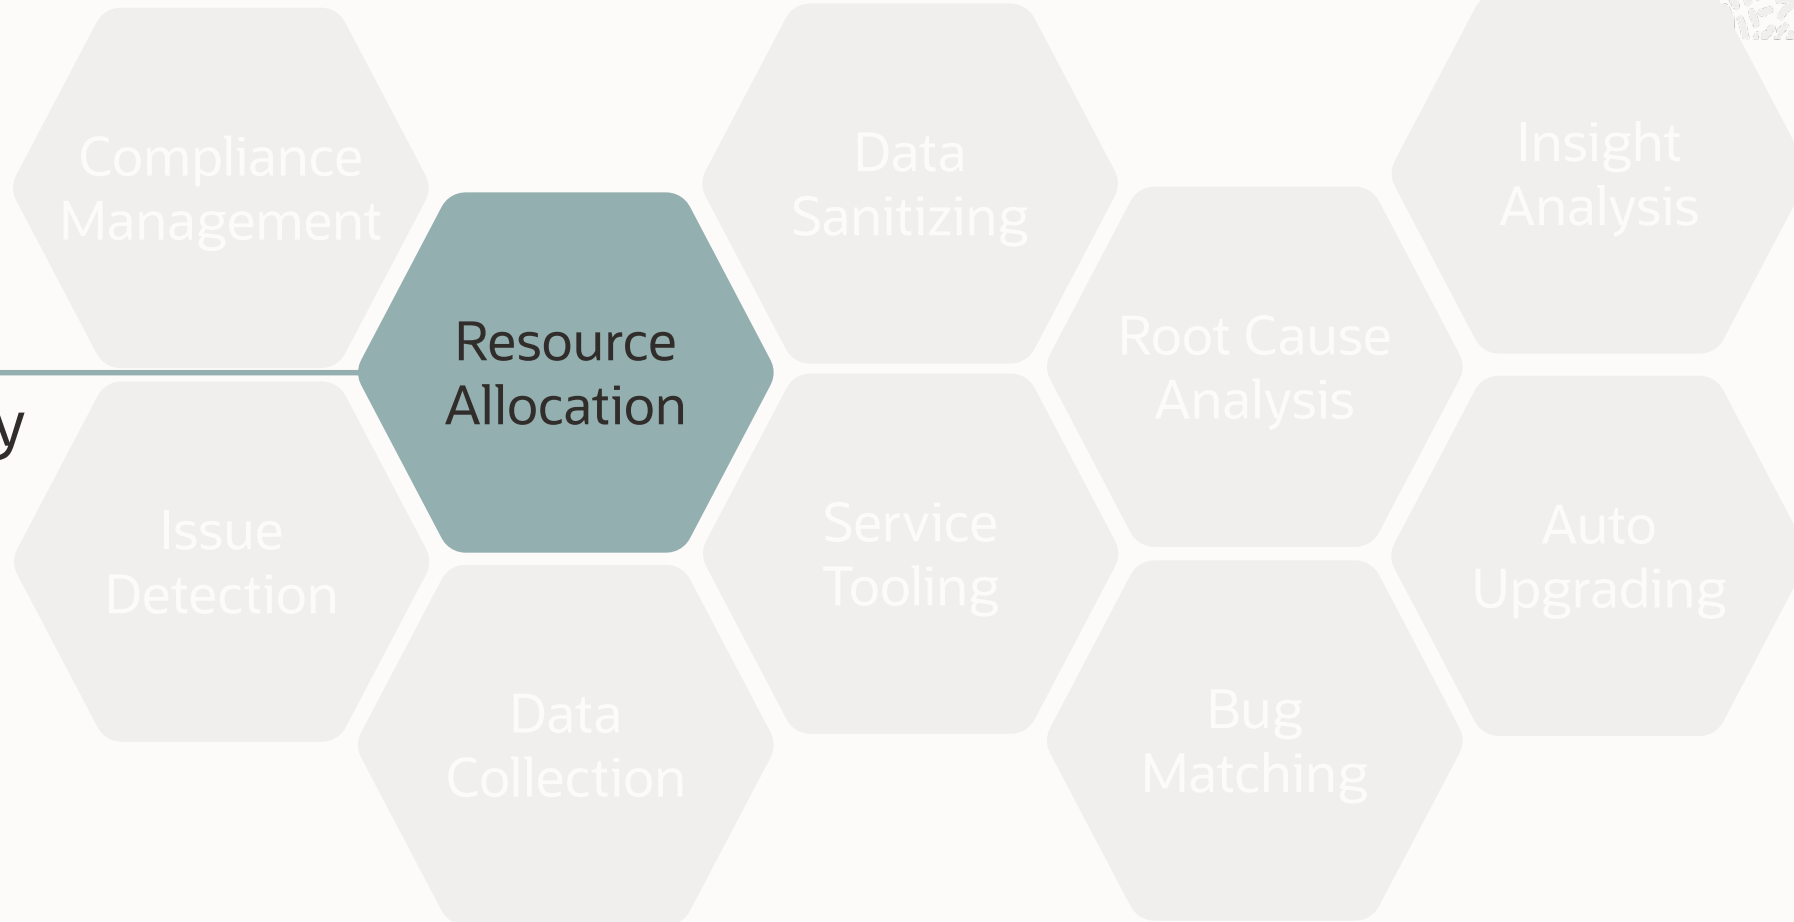 Compliance
Management
Resource
Allocation
Data
Sanitizing
Root Cause
Analysis
Insight
Analysis
y
Issue
Detection
Data
Collection
Service
Tooling
Bug
Matching
Auto
Upgrading